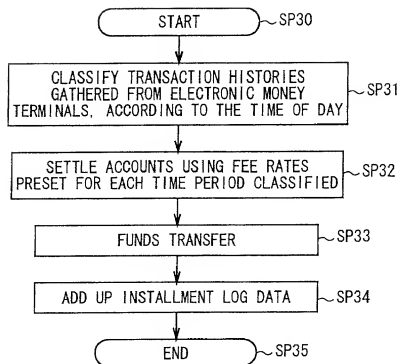 START
SP30
CLASSIFY TRANSACTION HISTORIES
GATHERED FROM ELECTRONIC MONEY
TERMINALS, ACCORDING TO THE TIME OF DAY
SP31
SETTLE ACCOUNTS USING FEE RATES
PRESET FOR EACH TIME PERIOD CLASSIFIED
SP32
FUNDS TRANSFER
SP33
ADD UP INSTALLMENT LOG DATA
SP34
END
SP35